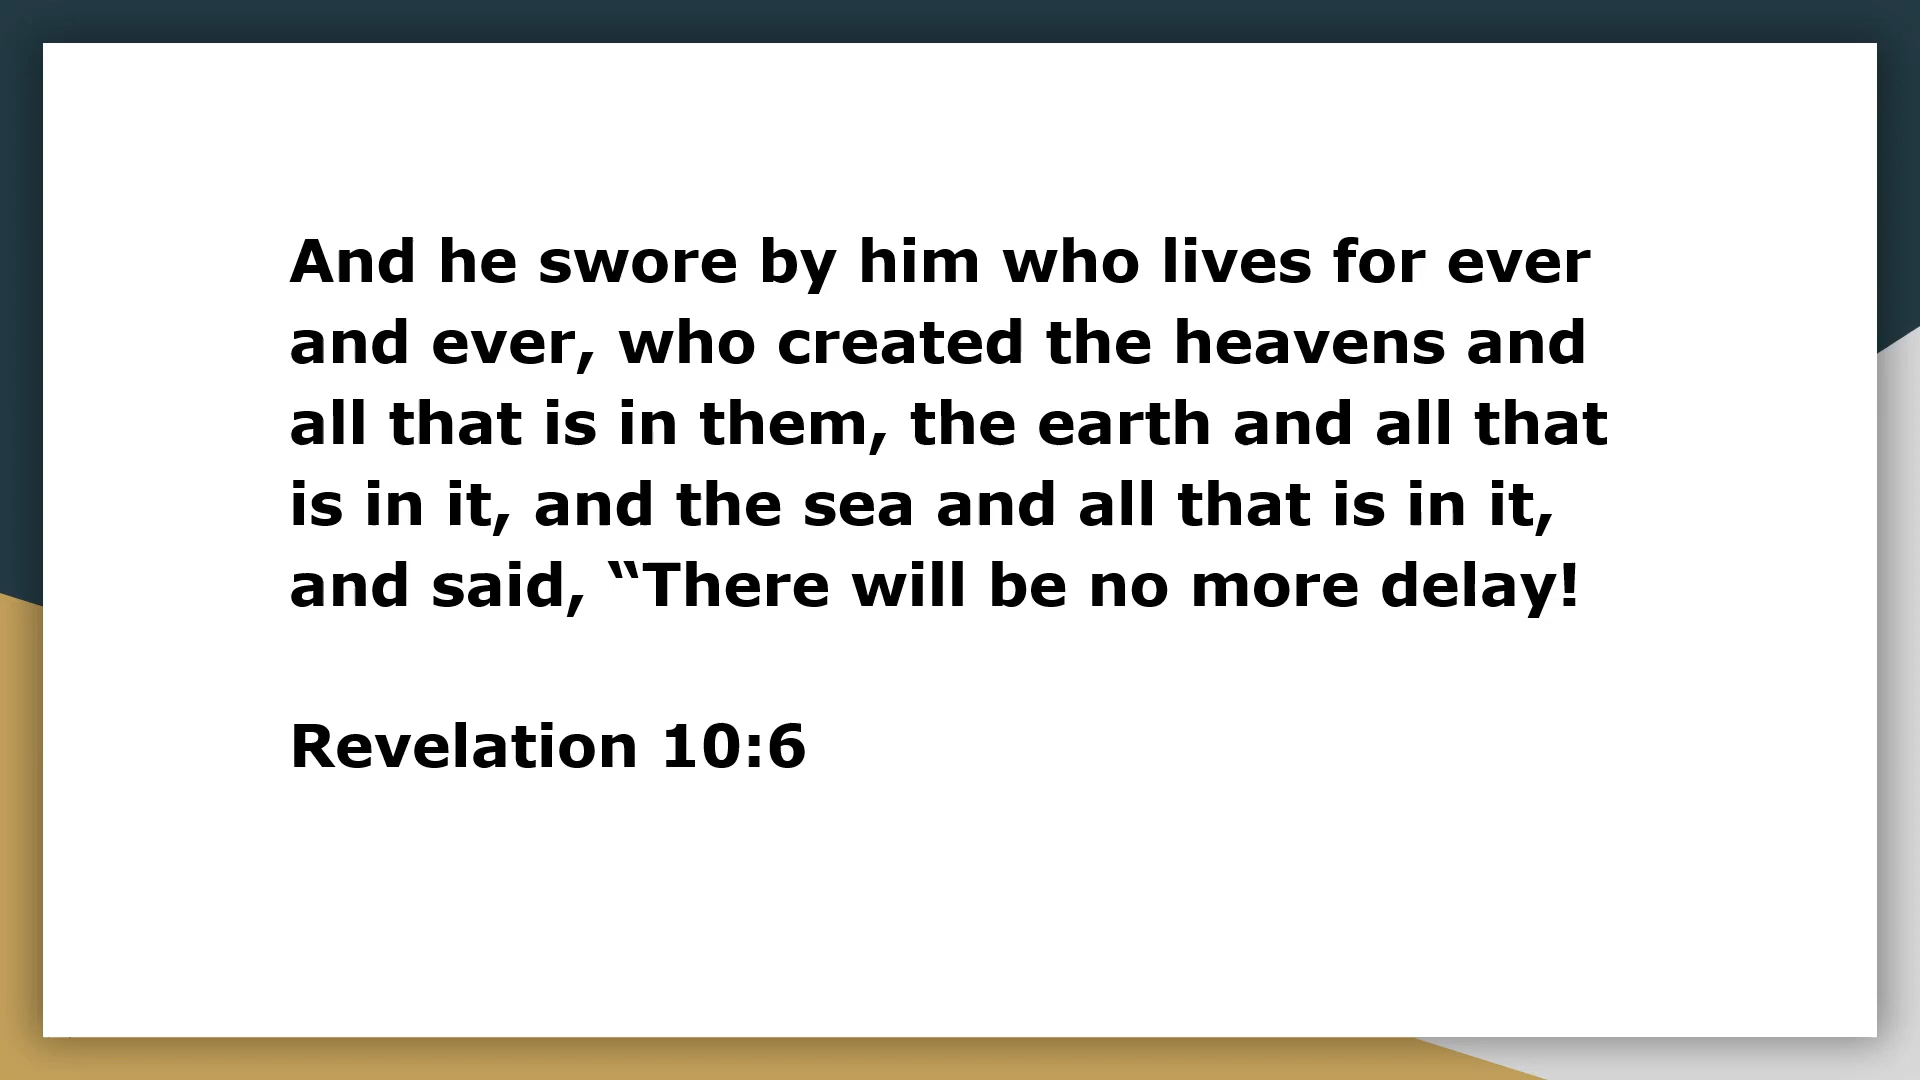 And he swore by him who lives for ever
and ever, who created the heavens and
all that is in them, the earth and all that
is in it, and the sea and all that is in it,
and said, “There will be no more delay!
Revelation 10:6